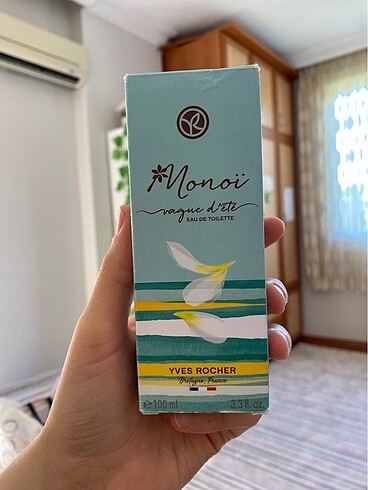 Monoï
vague d'été
EAU DE TOILETTE
YVES ROCHER
Bretagne, France
e 100 ml 3.3 fl. oz.